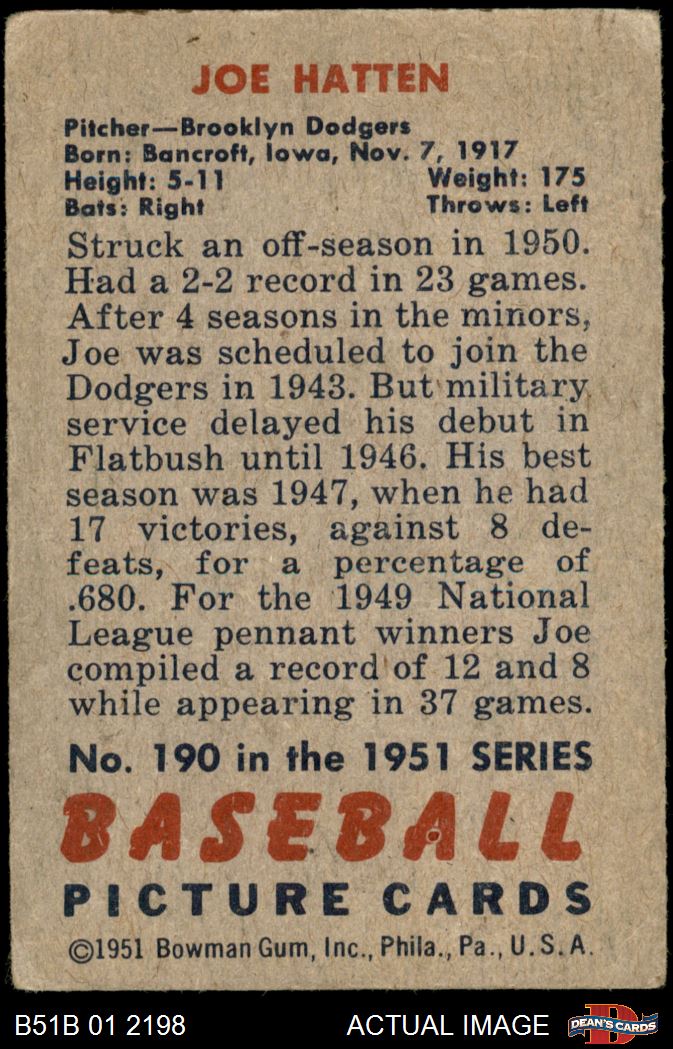 JOE HATTEN
Pitcher—Brooklyn Dodgers
Born: Bancroft, Iowa, Nov. 7, 1917
Height: 5-11 Weight: 175
Bats: Right Throws: Left
Struck an off-season in 1950.
Had a 2-2 record in 23 games.
After 4 seasons in the minors,
Joe was scheduled to join the
Dodgers in 1943. But military
service delayed his debut in
Flatbush until 1946. His best
season was 1947, when he had
17 victories, against 8 de-
feats, for a percentage of
.680. For the 1949 National
League pennant winners Joe
compiled a record of 12 and 8
while appearing in 37 games.
No. 190 in the 1951 SERIES
BASEBALL
PICTURE CARDS
©1951 Bowman Gum, Inc., Phila., Pa., U.S.A.
B51B 01 2198 ACTUAL IMAGE D DEAN'S CARDS